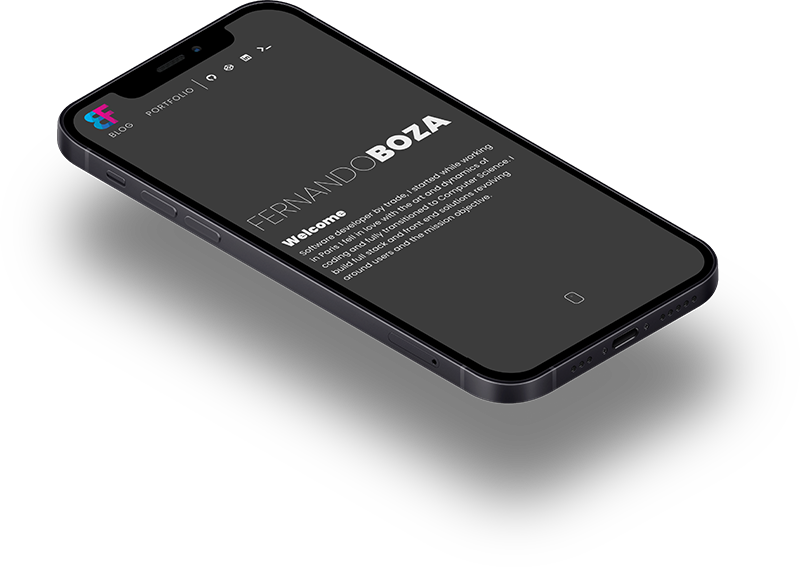 BLOG PORTFOLIO
FERNANDOBOZA
Welcome
Software developer by trade, I started while working
in Paris I fell in love with the art and dynamics of
coding and fully transitioned to Computer Science. I
build full stack and front end solutions revolving
around users and the mission objective.